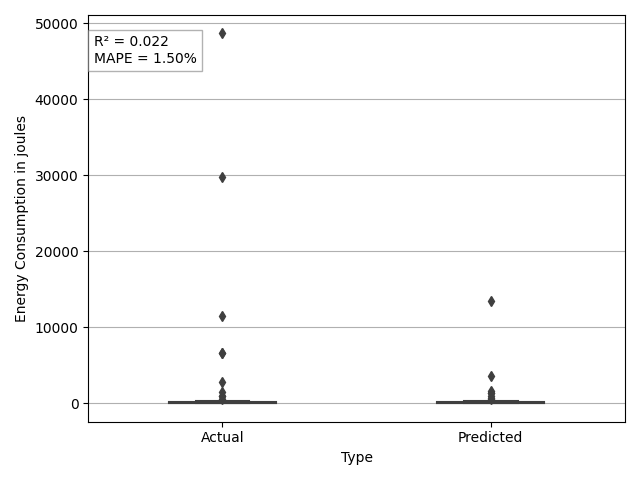 50000
R² = 0.022
MAPE = 1.50%
40000
30000
20000
10000
0
Energy Consumption in joules
Actual
Predicted
Type